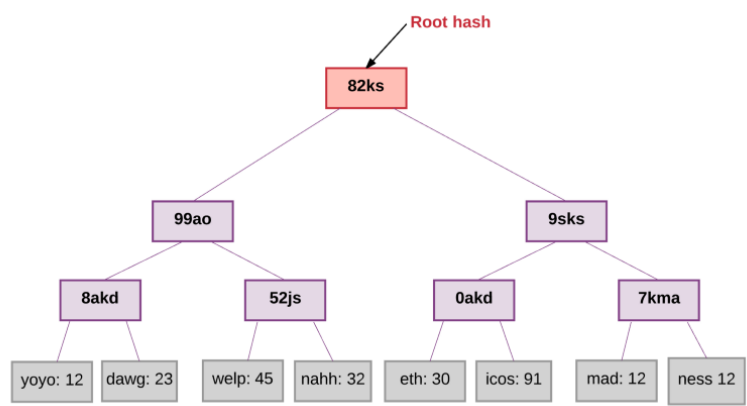 Root hash
82ks
99ao
9sks
8akd
52js
0akd
7kma
yoyo: 12
dawg: 23
welp: 45
nahh: 32
eth: 30
icos: 91
mad: 12
ness 12